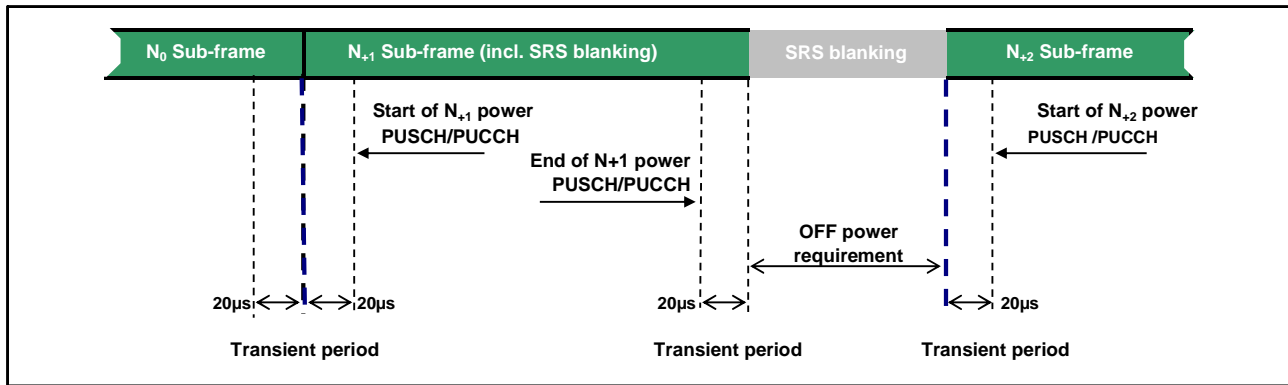 N₀ Sub-frame
N₊₁ Sub-frame (incl. SRS blanking)
SRS blanking
N₊₂ Sub-frame
Start of N₊₁ power
PUSCH/PUCCH
End of N+1 power
PUSCH/PUCCH
Start of N₊₂ power
PUSCH /PUCCH
OFF power
requirement
20µs
20µs
20µs
20µs
Transient period
Transient period
Transient period